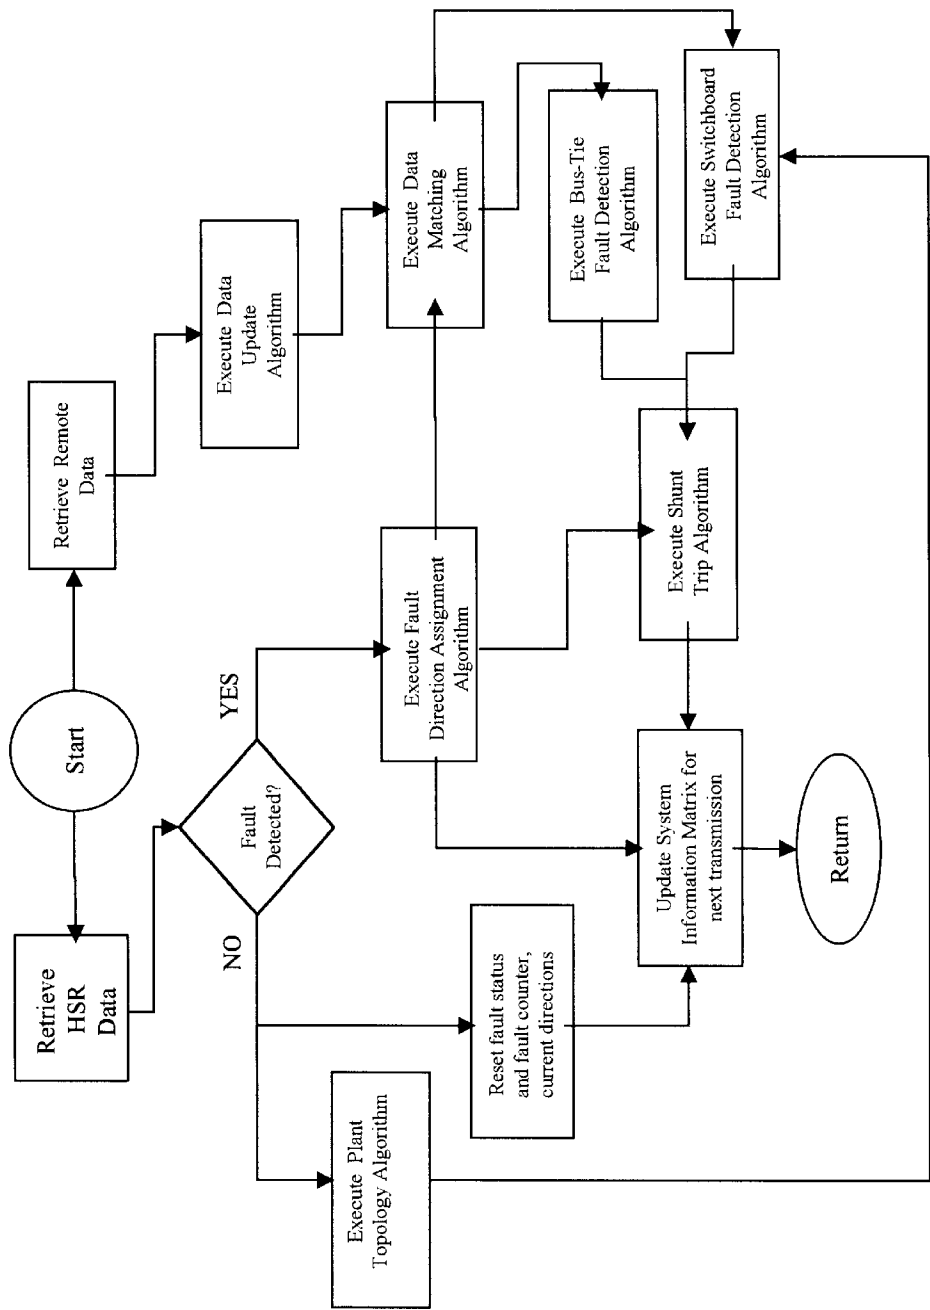 Start
Retrieve
HSR
Data
Retrieve Remote
Data
Fault
Detected?
NO
YES
Execute Data
Update
Algorithm
Execute Plant
Topology Algorithm
Reset fault status
and fault counter,
current directions
Execute Fault
Direction Assignment
Algorithm
Execute Data
Matching
Algorithm
Execute Bus-Tie
Fault Detection
Algorithm
Update System
Information Matrix for
next transmission
Execute Shunt
Trip Algorithm
Execute Switchboard
Fault Detection
Algorithm
Return